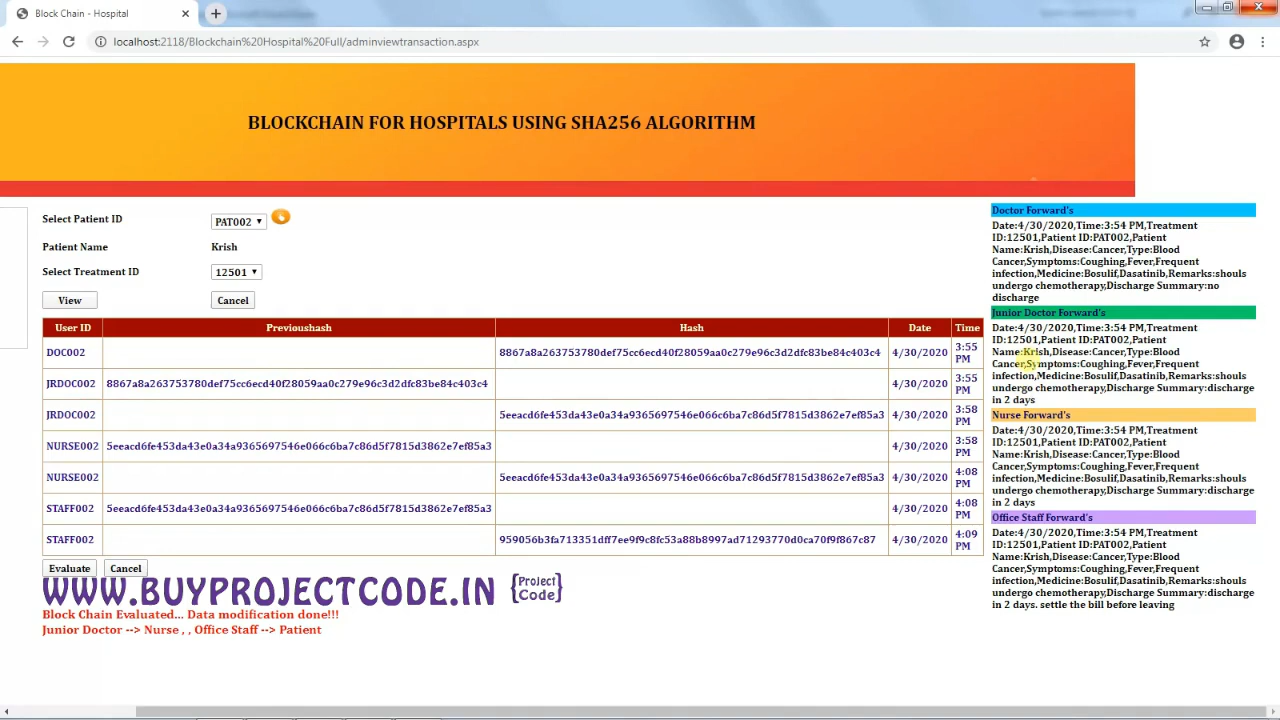 Block Chain - Hospital
localhost:2118/Blockchain%20Hospital%20Full/adminviewtransaction.aspx
BLOCKCHAIN FOR HOSPITALS USING SHA256 ALGORITHM
Select Patient ID PAT002
Patient Name Krish
Select Treatment ID 12501
View Cancel
User ID Previoushash Hash Date Time
DOC002 8867a8a263753780def75cc6ecd40f28059aa0c279e96c3d2dfc83be84c403c4 4/30/2020 3:55 PM
JRDOC002 8867a8a263753780def75cc6ecd40f28059aa0c279e96c3d2dfc83be84c403c4 4/30/2020 3:55 PM
JRDOC002 5eeacd6fe453da43e0a34a9365697546e066c6ba7c86d5f7815d3862e7ef85a3 4/30/2020 3:58 PM
NURSE002 5eeacd6fe453da43e0a34a9365697546e066c6ba7c86d5f7815d3862e7ef85a3 4/30/2020 3:58 PM
NURSE002 5eeacd6fe453da43e0a34a9365697546e066c6ba7c86d5f7815d3862e7ef85a3 4/30/2020 4:08 PM
STAFF002 5eeacd6fe453da43e0a34a9365697546e066c6ba7c86d5f7815d3862e7ef85a3 4/30/2020 4:08 PM
STAFF002 959056b3fa713351dff7ee9f9c8fc53a88b8997ad71293770d0ca70f9f867c87 4/30/2020 4:09 PM
Evaluate Cancel
WWW.BUYPROJECTCODE.IN {Project Code}
Block Chain Evaluated... Data modification done!!!
Junior Doctor --> Nurse , , Office Staff --> Patient
Doctor Forward's
Date:4/30/2020,Time:3:54 PM,Treatment
ID:12501,Patient ID:PAT002,Patient
Name:Krish,Disease:Cancer,Type:Blood
Cancer,Symptoms:Coughing,Fever,Frequent
infection,Medicine:Bosulif,Dasatinib,Remarks:shouls
undergo chemotherapy,Discharge Summary:no
discharge
Junior Doctor Forward's
Date:4/30/2020,Time:3:54 PM,Treatment
ID:12501,Patient ID:PAT002,Patient
Name:Krish,Disease:Cancer,Type:Blood
Cancer,Symptoms:Coughing,Fever,Frequent
infection,Medicine:Bosulif,Dasatinib,Remarks:shouls
undergo chemotherapy,Discharge Summary:discharge
in 2 days
Nurse Forward's
Date:4/30/2020,Time:3:54 PM,Treatment
ID:12501,Patient ID:PAT002,Patient
Name:Krish,Disease:Cancer,Type:Blood
Cancer,Symptoms:Coughing,Fever,Frequent
infection,Medicine:Bosulif,Dasatinib,Remarks:shouls
undergo chemotherapy,Discharge Summary:discharge
in 2 days
Office Staff Forward's
Date:4/30/2020,Time:3:54 PM,Treatment
ID:12501,Patient ID:PAT002,Patient
Name:Krish,Disease:Cancer,Type:Blood
Cancer,Symptoms:Coughing,Fever,Frequent
infection,Medicine:Bosulif,Dasatinib,Remarks:shouls
undergo chemotherapy,Discharge Summary:discharge
in 2 days. settle the bill before leaving